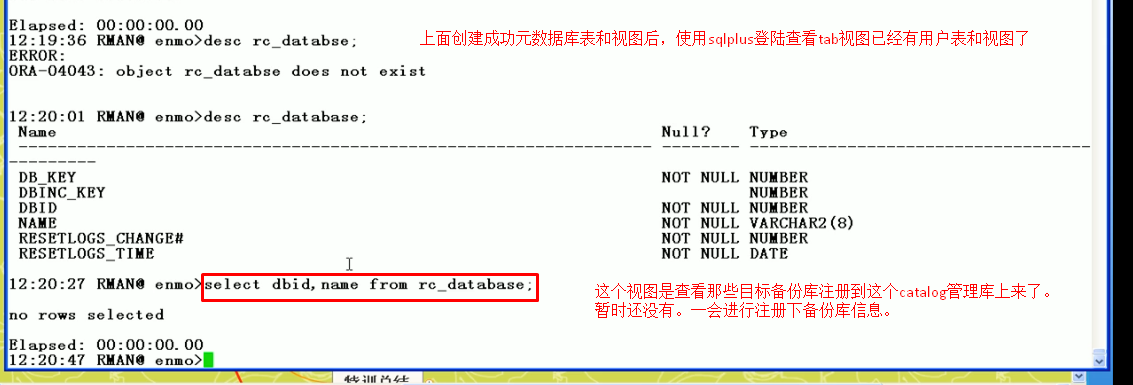 Elapsed: 00:00:00.00
12:19:36 RMAN@ enmo>desc rc_databse;
上面创建成功元数据库表和视图后，使用sqlplus登陆查看tab视图已经有用户表和视图了
ERROR:
ORA-04043: object rc_databse does not exist
12:20:01 RMAN@ enmo>desc rc_database;
Name Null? Type
----------------------------------------------------------------- -------- -----------------------------------
---------
DB_KEY NOT NULL NUMBER
DBINC_KEY NUMBER
DBID NOT NULL NUMBER
NAME NOT NULL VARCHAR2(8)
RESETLOGS_CHANGE# NOT NULL NUMBER
RESETLOGS_TIME NOT NULL DATE
12:20:27 RMAN@ enmo>select dbid,name from rc_database;
这个视图是查看那些目标备份库注册到这个catalog管理库上来了。
暂时还没有。一会进行注册下备份库信息。
no rows selected
Elapsed: 00:00:00.00
12:20:47 RMAN@ enmo>
特训总结